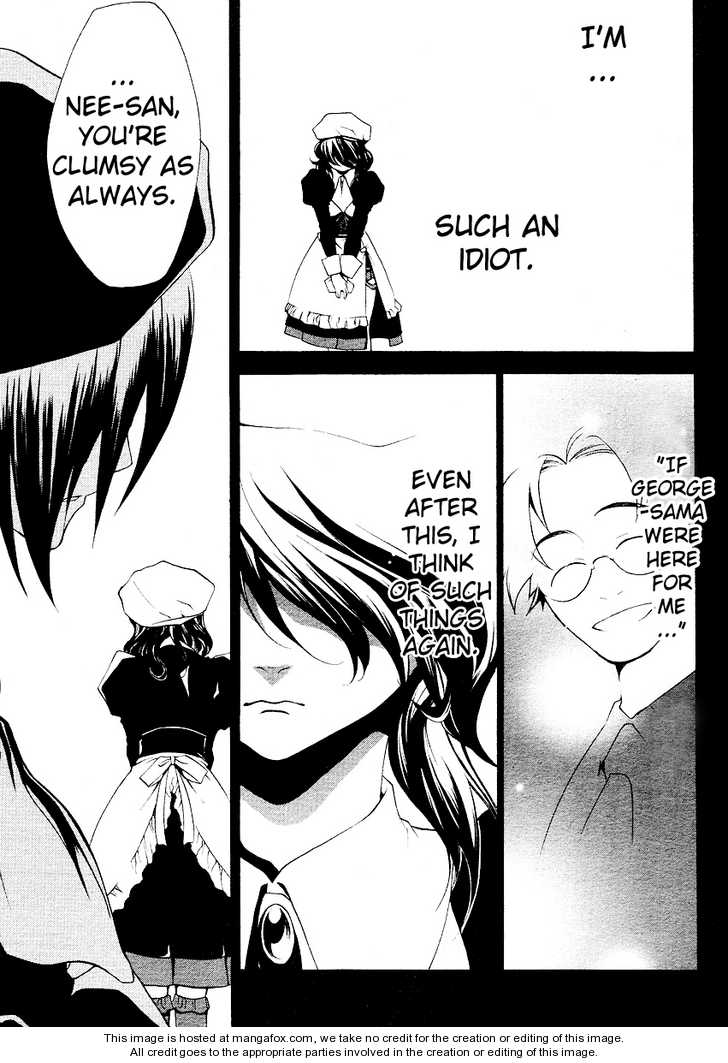 I'M
...
SUCH AN
IDIOT.
"IF
GEORGE
-SAMA
WERE
HERE
FOR
ME
..."
EVEN
AFTER
THIS, I
THINK
OF SUCH
THINGS
AGAIN.
...
NEE-SAN,
YOU'RE
CLUMSY AS
ALWAYS.
This image is hosted at mangafox.com, we take no credit for the creation or editing of this image.
All credit goes to the appropriate parties involved in the creation or editing of this image.